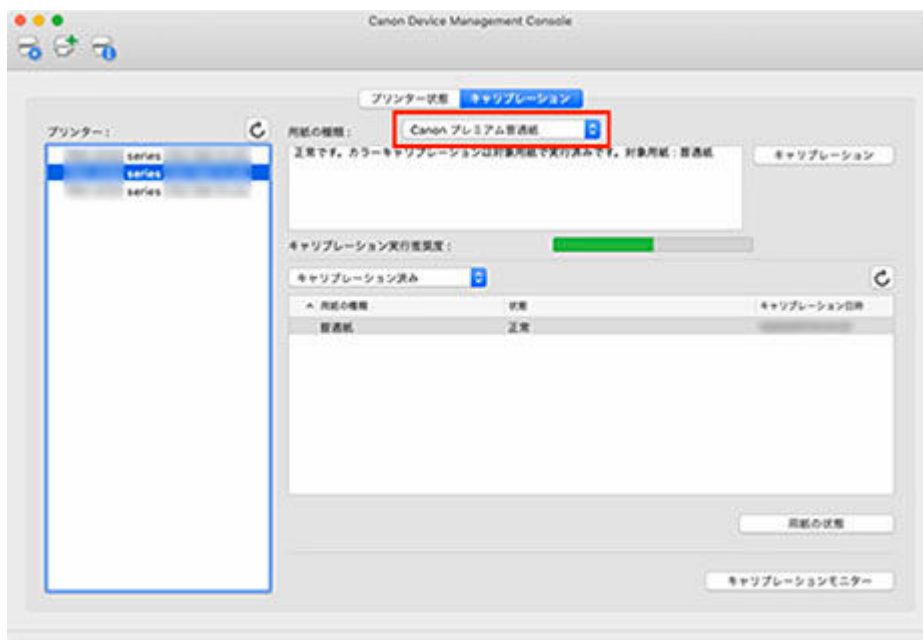 Canon Device Management Console
プリンター状態 キャリブレーション
プリンター：
用紙の種類： Canon プレミアム普通紙
series
series
series
正常です。カラーキャリブレーションは対象用紙で実行済みです。対象用紙：普通紙
キャリブレーション
キャリブレーション実行推奨度：
キャリブレーション済み
用紙の種類 状態 キャリブレーション日時
普通紙 正常
用紙の状態
キャリブレーションモニター